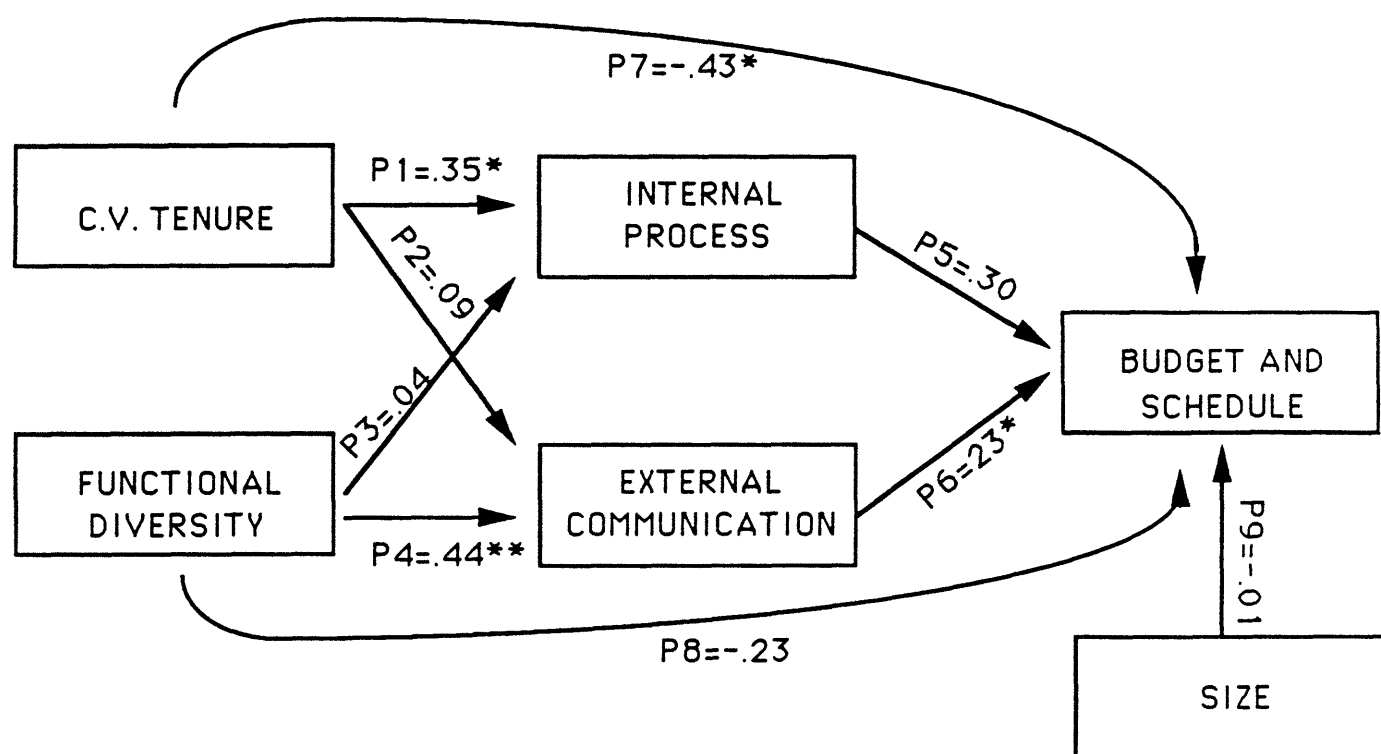 P7=-.43*
C.V. TENURE
P1=.35*
INTERNAL
PROCESS
P2=.09
P5=.30
BUDGET AND
SCHEDULE
P3=.04
FUNCTIONAL
DIVERSITY
P4=.44**
EXTERNAL
COMMUNICATION
P6=23*
P8=-.23
P9=-.01
SIZE